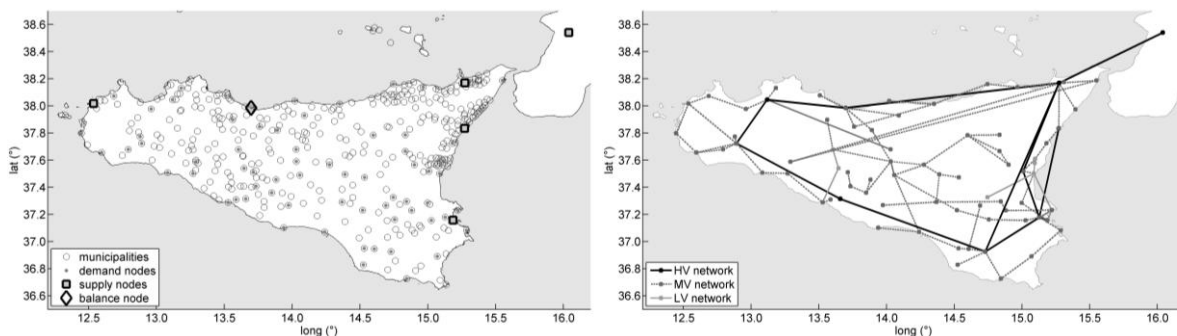 38.6
38.4
38.2
38.0
37.8
37.6
37.4
37.2
37.0
36.8
36.6
lat (°)
municipalities
demand nodes
supply nodes
balance node
12.5 13.0 13.5 14.0 14.5 15.0 15.5 16.0
long (°)
38.6
38.4
38.2
38.0
37.8
37.6
37.4
37.2
37.0
36.8
36.6
lat (°)
HV network
MV network
LV network
12.5 13.0 13.5 14.0 14.5 15.0 15.5 16.0
long (°)